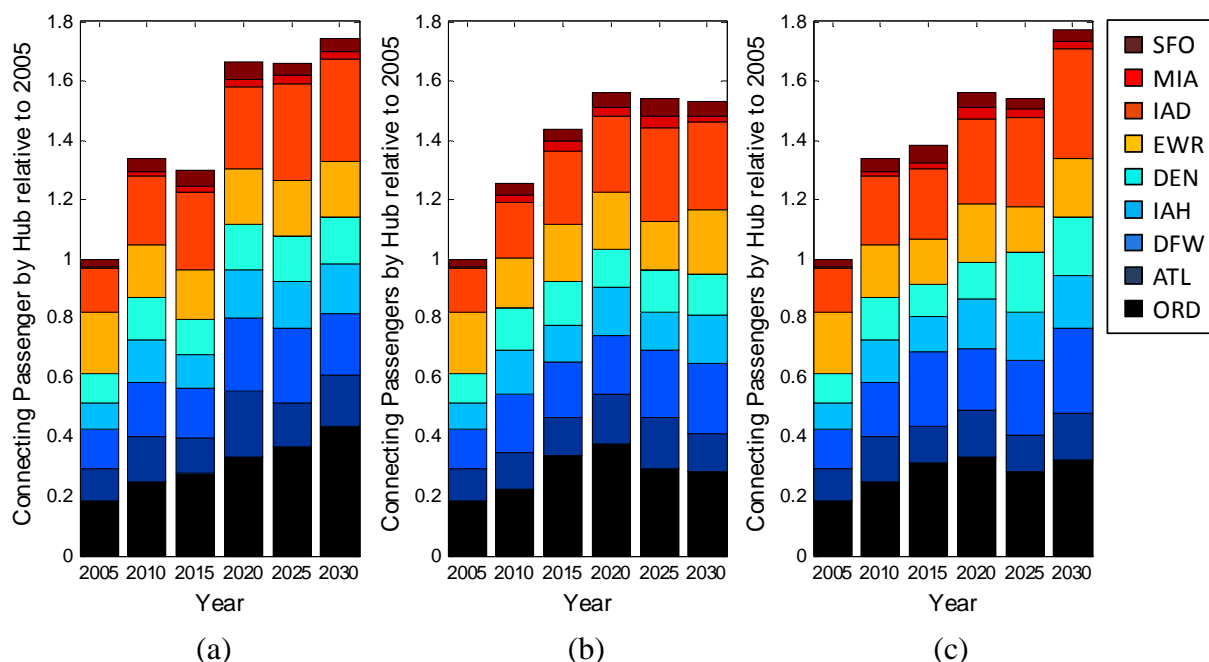 Connecting Passenger by Hub relative to 2005
1.8
1.6
1.4
1.2
1
0.8
0.6
0.4
0.2
0
2005 2010 2015 2020 2025 2030
Year
(a)
Connecting Passengers by Hub relative to 2005
1.8
1.6
1.4
1.2
1
0.8
0.6
0.4
0.2
0
2005 2010 2015 2020 2025 2030
Year
(b)
Connecting Passengers by Hub relative to 2005
1.8
1.6
1.4
1.2
1
0.8
0.6
0.4
0.2
0
2005 2010 2015 2020 2025 2030
Year
(c)
SFO
MIA
IAD
EWR
DEN
IAH
DFW
ATL
ORD